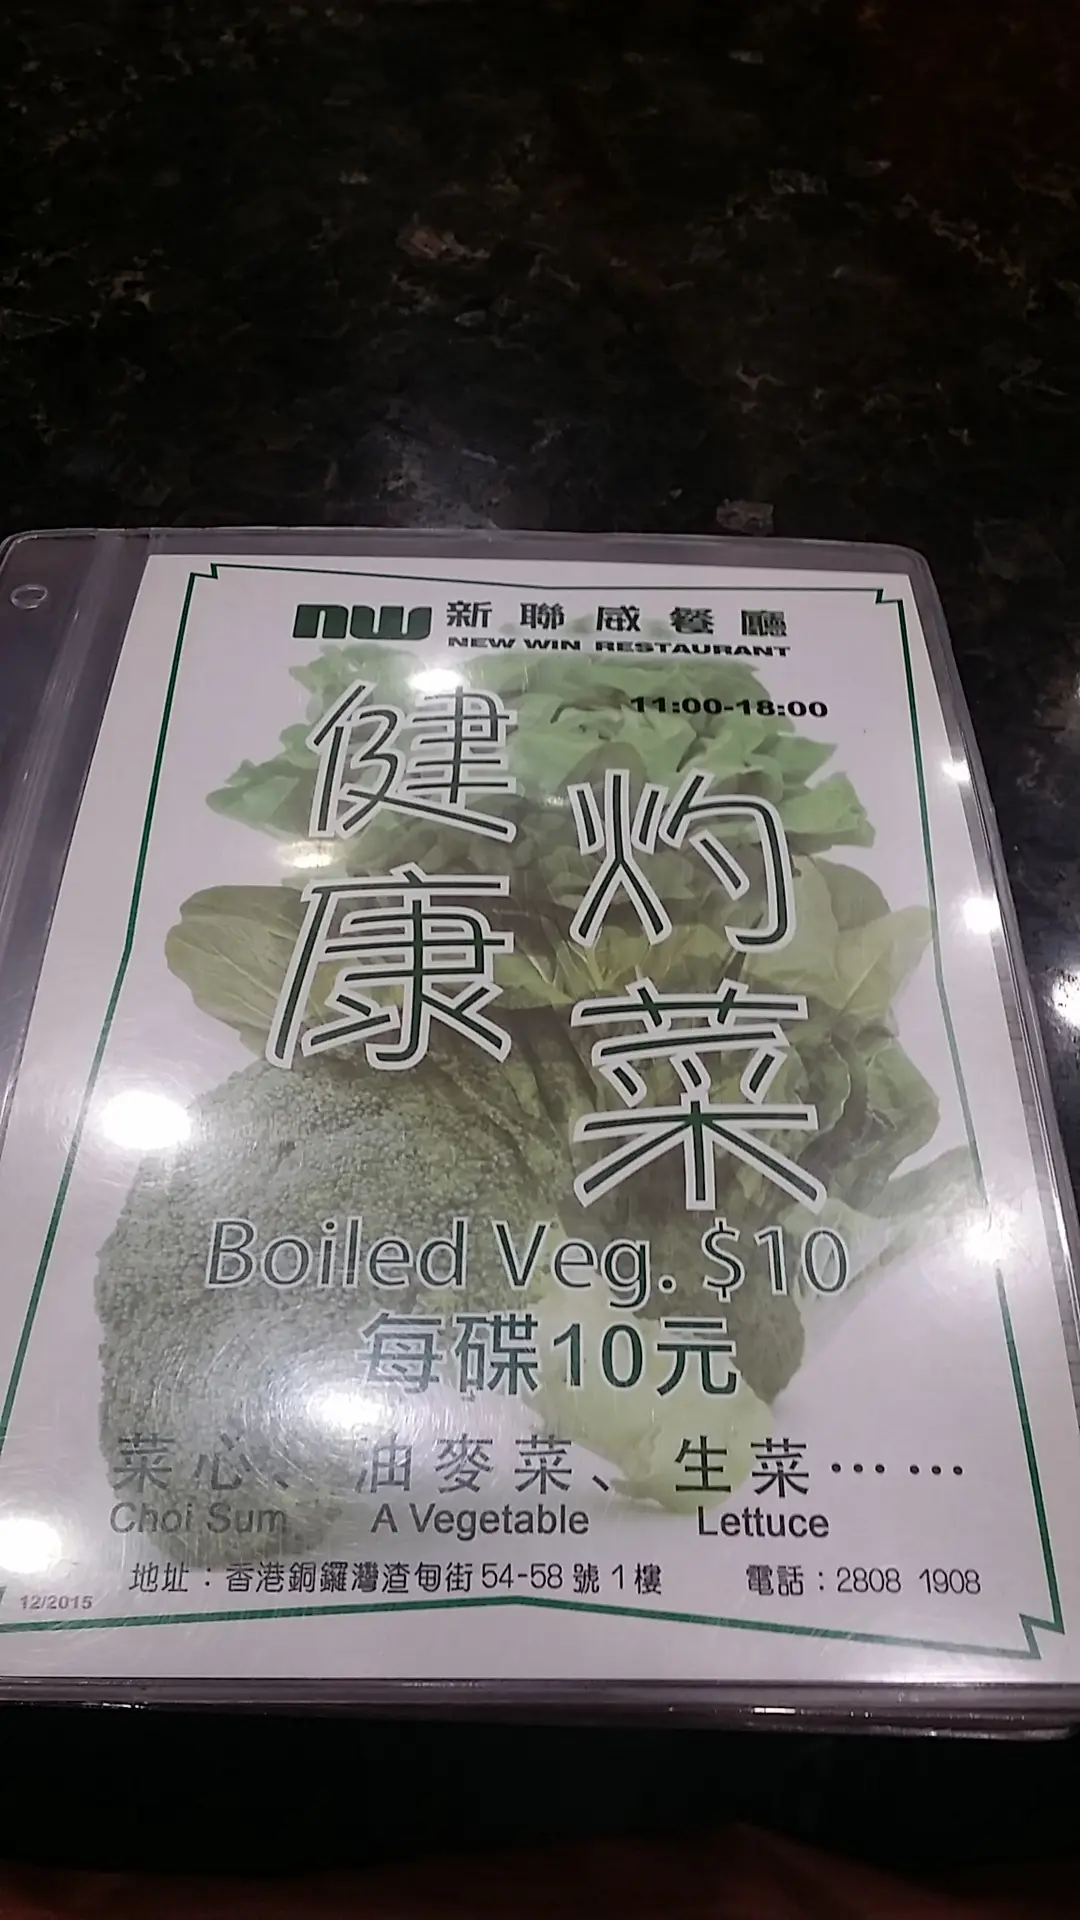 nw 新聯威餐廳
NEW WIN RESTAURANT
11:00-18:00
健康
灼菜
Boiled Veg. $10
每碟10元
菜心、油麥菜、生菜……
Choi Sum A Vegetable Lettuce
地址：香港銅鑼灣渣甸街54-58號1樓 電話：2808 1908
12/2015